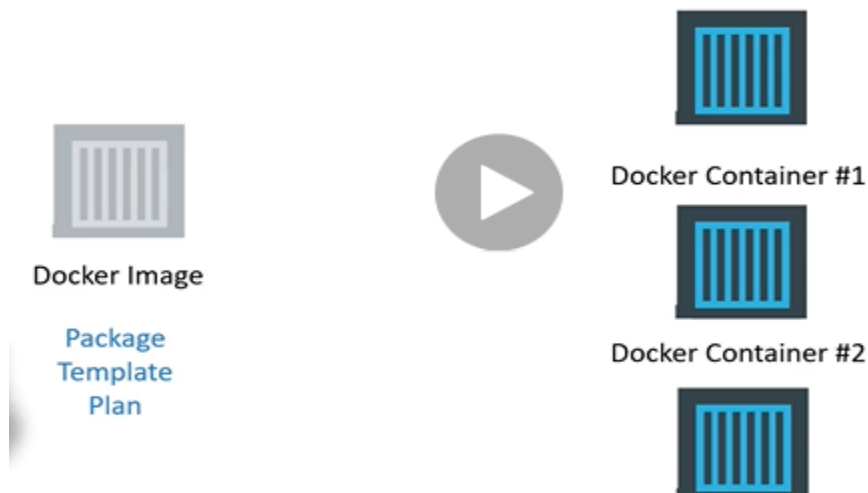 Docker Image
Package
Template
Plan
Docker Container #1
Docker Container #2